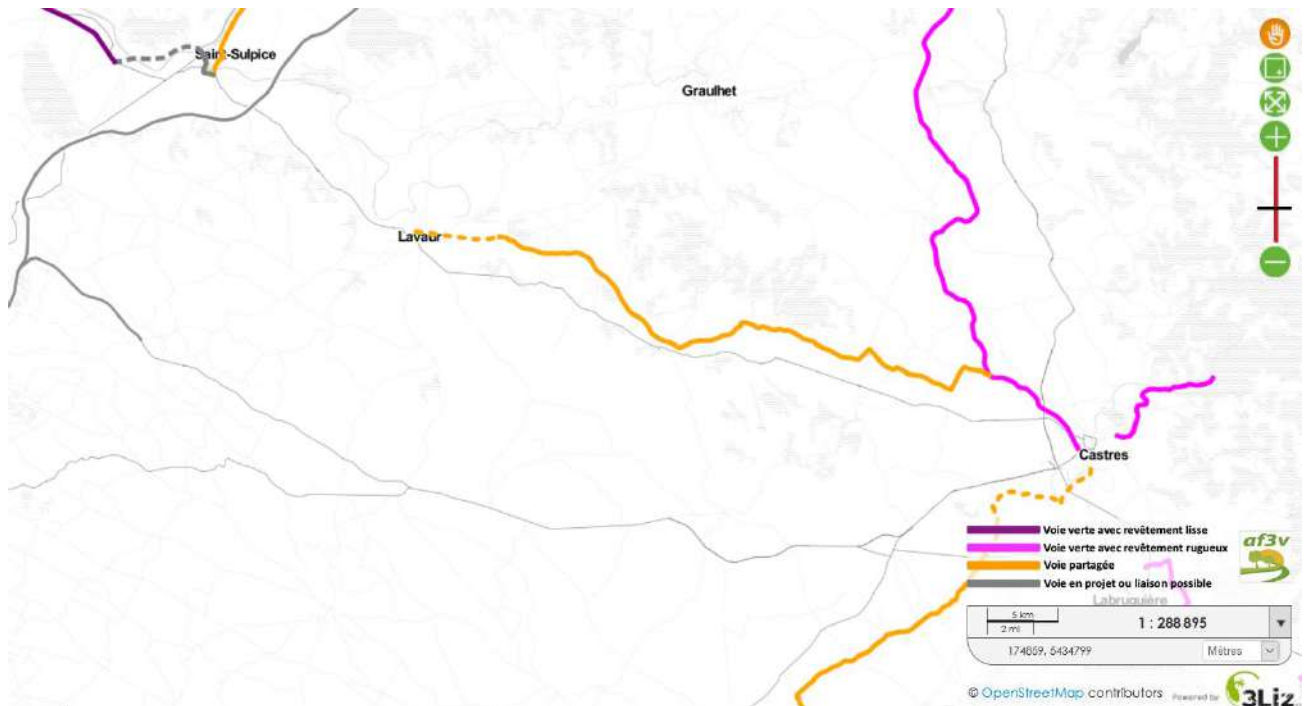 Saint-Sulpice
Graulhet
Lavaur
Castres
Voie verte avec revêtement lisse
Voie verte avec revêtement rugueux
Voie partagée
Voie en projet ou liaison possible
af3v
Labruguière
5 km
2 mi
1 : 288 895
174859, 5434799
Mètres
© OpenStreetMap contributors
Powered by
3Liz